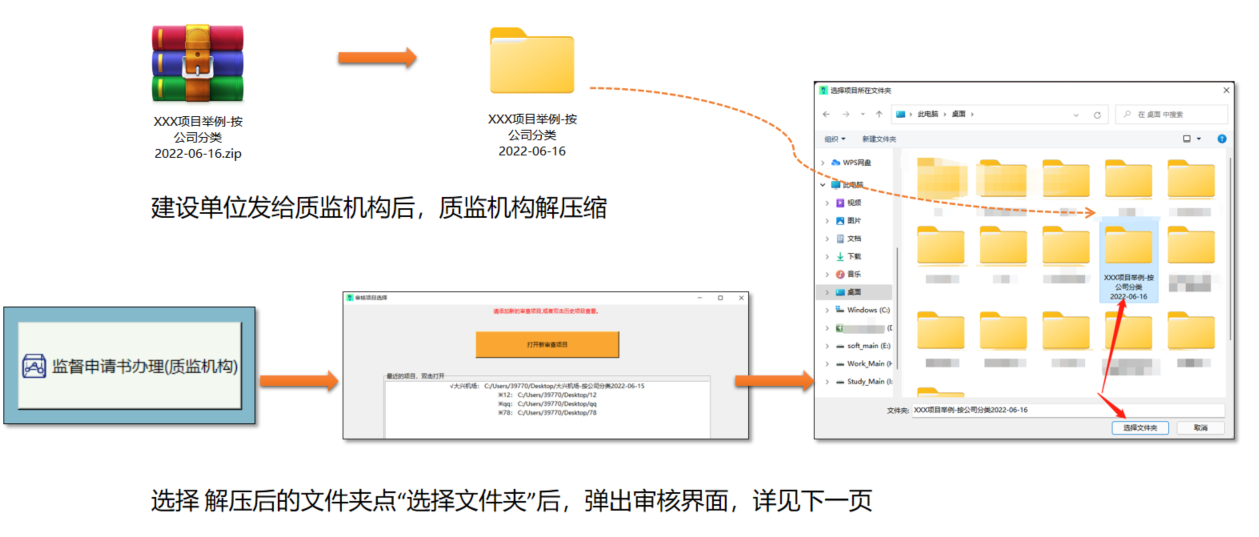 XXX项目举例-按
公司分类
2022-06-16.zip
XXX项目举例-按
公司分类
2022-06-16
建设单位发给质监机构后，质监机构解压缩
监督申请书办理(质监机构)
审核项目选择
请添加新的审查项目,或者双击历史项目查看。
打开新审查项目
最近的项目，双击打开
√大兴机场： C:/Users/39770/Desktop/大兴机场-按公司分类2022-06-15
※12： C:/Users/39770/Desktop/12
※qq： C:/Users/39770/Desktop/qq
※78： C:/Users/39770/Desktop/78
选择项目所在文件夹
此电脑 › 桌面 ›
在 桌面 中搜索
组织
新建文件夹
WPS网盘
此电脑
视频
图片
文档
下载
音乐
桌面
Windows (C:)
soft_main (E:)
Work_Main (
Study_Main (
XXX项目举例-按
公司分类
2022-06-16
文件夹: XXX项目举例-按公司分类2022-06-16
选择文件夹
取消
选择 解压后的文件夹点“选择文件夹”后，弹出审核界面，详见下一页